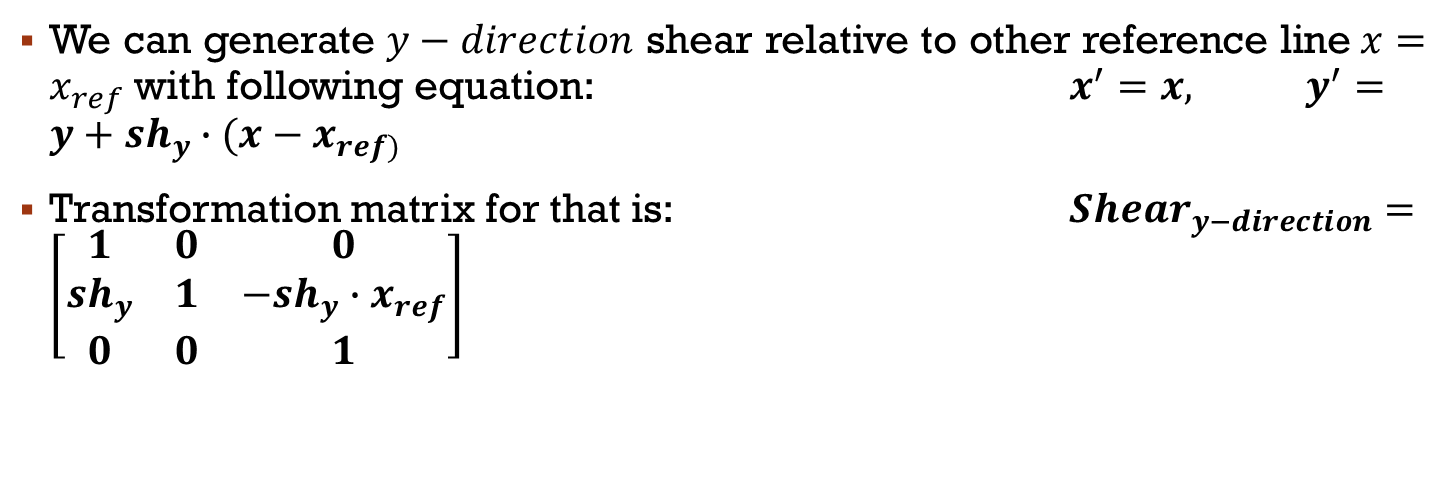 ▪ We can generate y − direction shear relative to other reference line x =
x_ref with following equation: x′ = x, y′ =
y + sh_y · (x − x_ref)
▪ Transformation matrix for that is: Shear_y−direction =
[ 1 0 0
sh_y 1 −sh_y · x_ref
0 0 1 ]